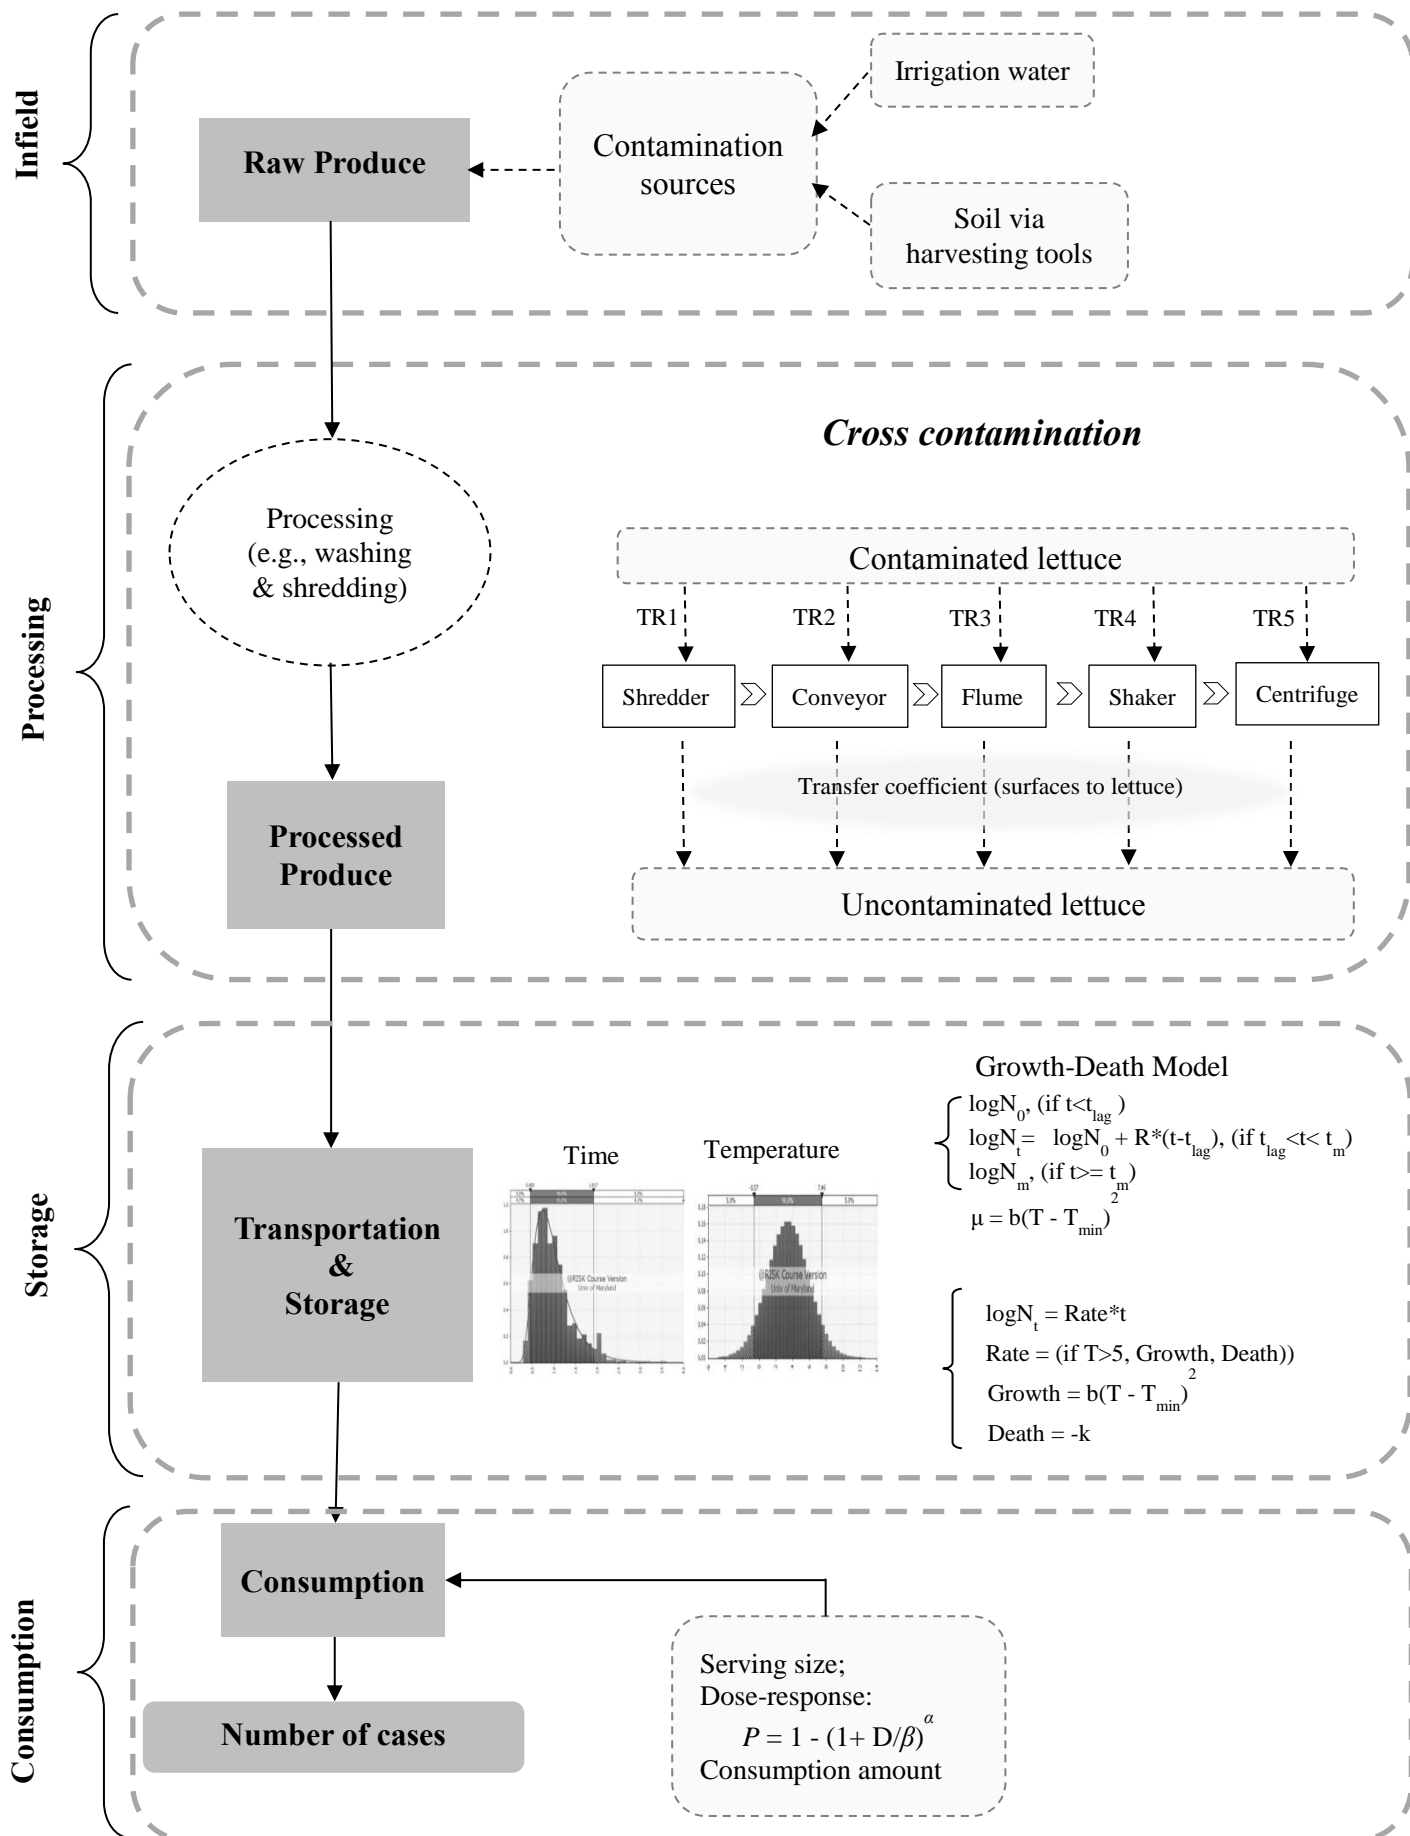 Infield
Irrigation water
Contamination
sources
Raw Produce
Soil via
harvesting tools
Processing
Cross contamination
Processing
(e.g., washing
& shredding)
Contaminated lettuce
TR1 TR2 TR3 TR4 TR5
Shredder Conveyor Flume Shaker Centrifuge
Transfer coefficient (surfaces to lettuce)
Processed
Produce
Uncontaminated lettuce
Storage
Growth-Death Model
logN0, (if t<tlag )
logNt= logN0 + R*(t-tlag), (if tlag <t< tm)
logNm, (if t>= tm)
μ = b(T - Tmin)2
Time Temperature
@RISK Course Version
Univ of Maryland
@RISK Course Version
Univ of Maryland
Transportation
&
Storage
logNt = Rate*t
Rate = (if T>5, Growth, Death))
Growth = b(T - Tmin)2
Death = -k
Consumption
Consumption
Serving size;
Dose-response:
P = 1 - (1+ D/β)α
Consumption amount
Number of cases